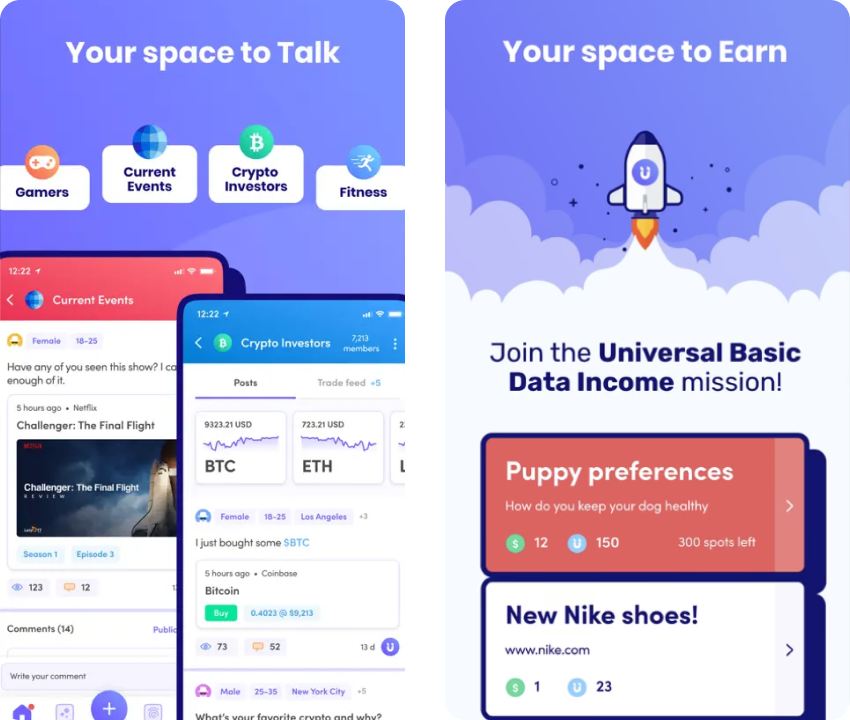 Your space to Talk
Gamers
Current
Events
Crypto
Investors
Fitness
12:22
Current Events
Female 18-25
Have any of you seen this show? I ca
enough of it.
5 hours ago • Netflix
Challenger: The Final Flight
Challenger: The Final Flight
REVIEW
Season 1 Episode 3
123 12
Comments (14) Public
Write your comment
12:22
Crypto Investors
7,213
members
Posts Trade feed +5
9323.21 USD
BTC
723.21 USD
ETH
2
L
Female 18-25 Los Angeles +3
I just bought some $BTC
5 hours ago • Coinbase
Bitcoin
Buy 0.4023 @ $9,213
73 52 13 d
Male 25-35 New York City +5
What's your favorite crypto and why?
Your space to Earn
Join the Universal Basic
Data Income mission!
Puppy preferences
How do you keep your dog healthy
12 150 300 spots left
New Nike shoes!
www.nike.com
1 23